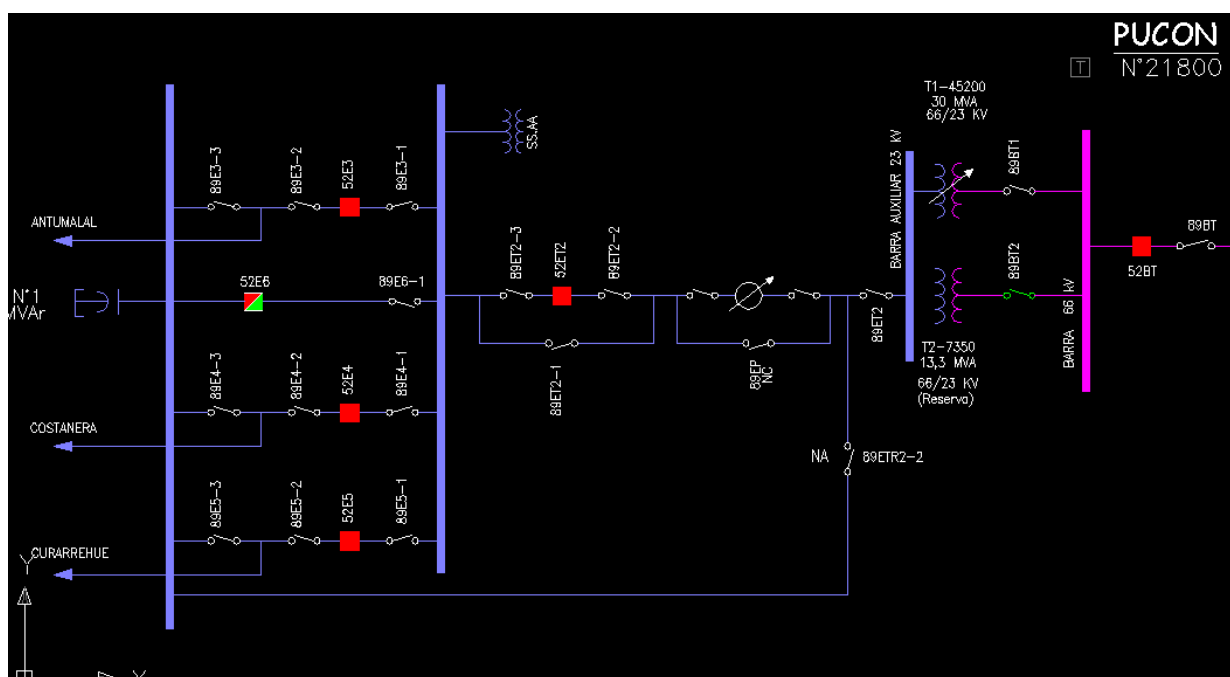 PUCON
T N°21800
T1-45200
30 MVA
66/23 KV
SS.AA
BARRA AUXILIAR 23 kV
89BT1
89E3-3
89E3-2
52E3
89E3-1
ANTUMALAL
89ET2-3
52ET2
89ET2-2
89BT2
89BT
52BT
52E6
89E6-1
N°1
MVAr
89ET2
BARRA 66 kV
T2-7350
13,3 MVA
66/23 KV
(Reserva)
89ET2-1
89EP
NC
89E4-3
89E4-2
52E4
89E4-1
COSTANERA
NA
89ETR2-2
89E5-3
89E5-2
52E5
89E5-1
CURARREHUE
Y
X